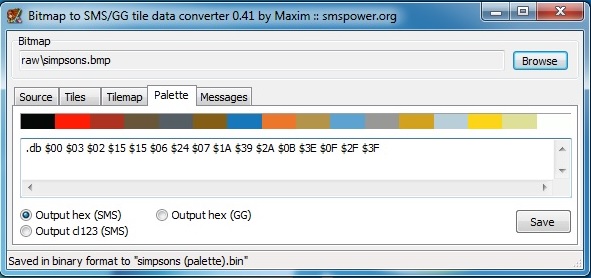 Bitmap to SMS/GG tile data converter 0.41 by Maxim :: smspower.org
Bitmap
raw\simpsons.bmp Browse
Source Tiles Tilemap Palette Messages
.db $00 $03 $02 $15 $15 $06 $24 $07 $1A $39 $2A $0B $3E $0F $2F $3F
Output hex (SMS) Output hex (GG)
Output cl123 (SMS) Save
Saved in binary format to "simpsons (palette).bin"